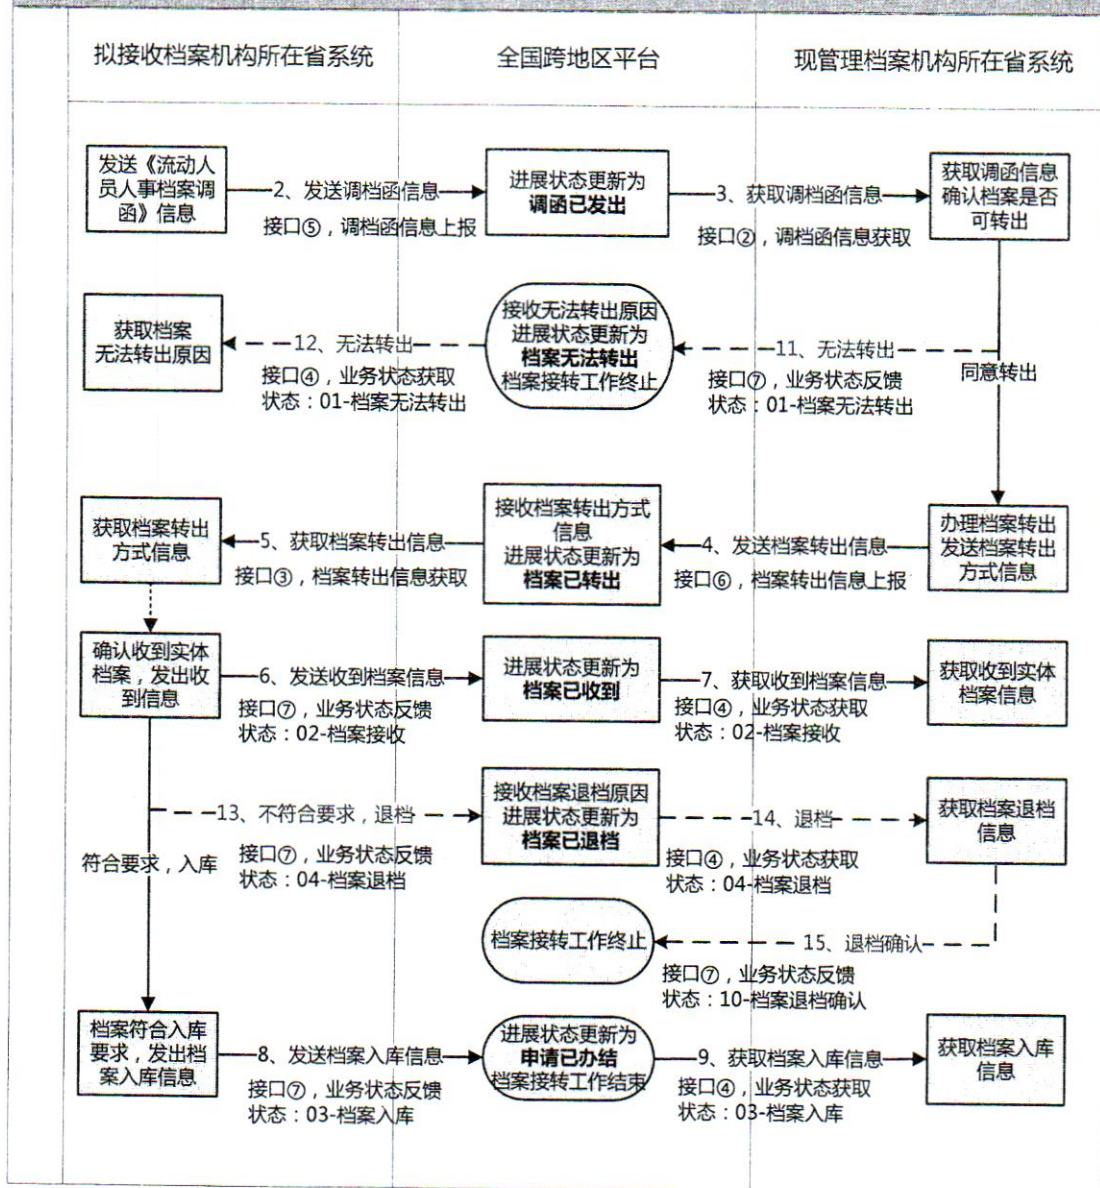 拟接收档案机构所在省系统
全国跨地区平台
现管理档案机构所在省系统
发送《流动人
员人事档案调
函》信息
2、发送调档函信息
接口⑤，调档函信息上报
进展状态更新为
调函已发出
3、获取调档函信息
接口②，调档函信息获取
获取调函信息
确认档案是否
可转出
获取档案
无法转出原因
12、无法转出
接口④，业务状态获取
状态：01-档案无法转出
接收无法转出原因
进展状态更新为
档案无法转出
档案接转工作终止
11、无法转出
接口⑦，业务状态反馈
状态：01-档案无法转出
同意转出
获取档案转出
方式信息
5、获取档案转出信息
接口③，档案转出信息获取
接收档案转出方式
信息
进展状态更新为
档案已转出
4、发送档案转出信息
接口⑥，档案转出信息上报
办理档案转出
发送档案转出
方式信息
确认收到实体
档案，发出收
到信息
6、发送收到档案信息
接口⑦，业务状态反馈
状态：02-档案接收
进展状态更新为
档案已收到
7、获取收到档案信息
接口④，业务状态获取
状态：02-档案接收
获取收到实体
档案信息
13、不符合要求，退档
接口⑦，业务状态反馈
状态：04-档案退档
接收档案退档原因
进展状态更新为
档案已退档
14、退档
接口④，业务状态获取
状态：04-档案退档
获取档案退档
信息
符合要求，入库
档案接转工作终止
15、退档确认
接口⑦，业务状态反馈
状态：10-档案退档确认
档案符合入库
要求，发出档
案入库信息
8、发送档案入库信息
接口⑦，业务状态反馈
状态：03-档案入库
进展状态更新为
申请已办结
档案接转工作结束
9、获取档案入库信息
接口④，业务状态获取
状态：03-档案入库
获取档案入库
信息